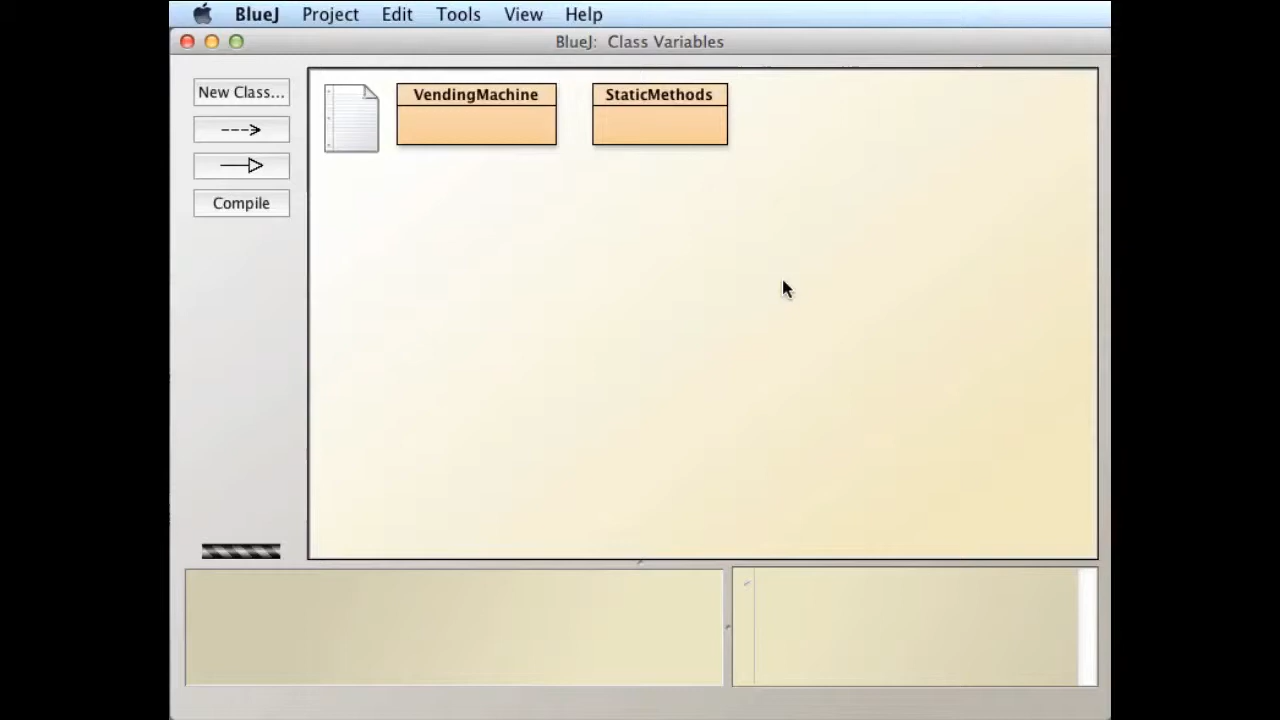 BlueJ Project Edit Tools View Help
BlueJ: Class Variables
New Class...
VendingMachine
StaticMethods
Compile